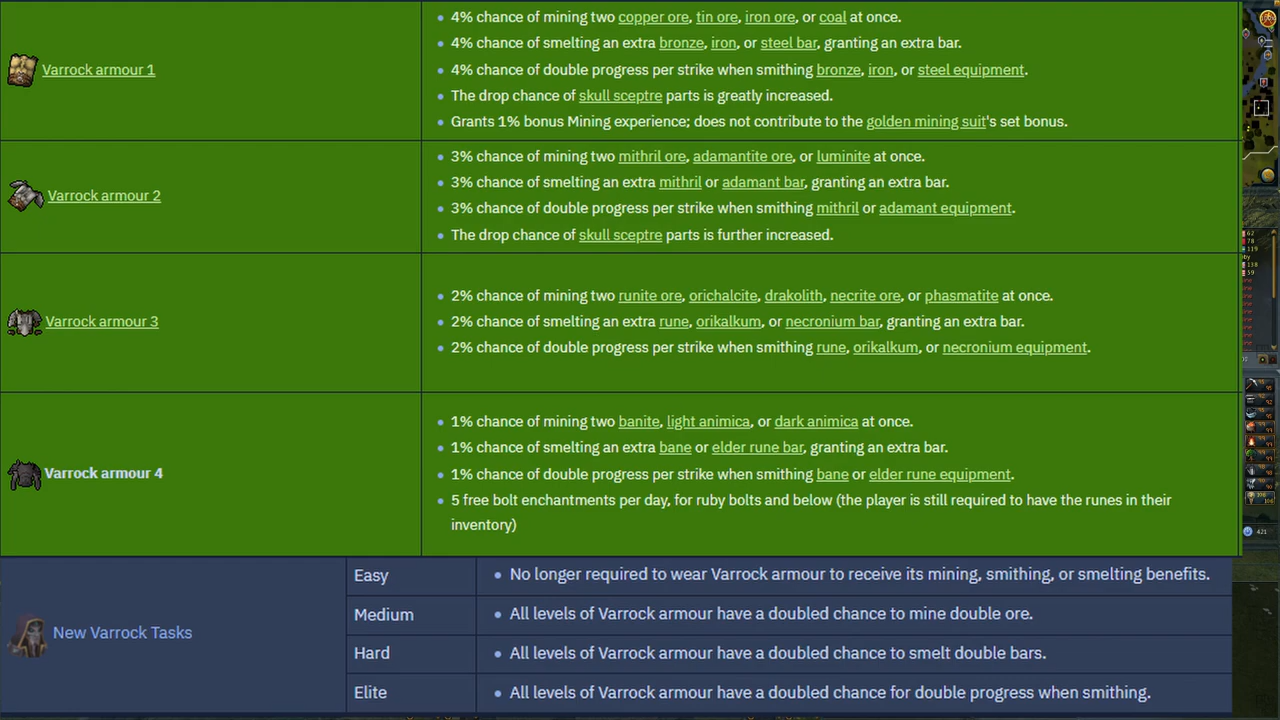 4% chance of mining two copper ore, tin ore, iron ore, or coal at once.
4% chance of smelting an extra bronze, iron, or steel bar, granting an extra bar.
Varrock armour 1
4% chance of double progress per strike when smithing bronze, iron, or steel equipment.
The drop chance of skull sceptre parts is greatly increased.
Grants 1% bonus Mining experience; does not contribute to the golden mining suit's set bonus.
3% chance of mining two mithril ore, adamantite ore, or luminite at once.
3% chance of smelting an extra mithril or adamant bar, granting an extra bar.
Varrock armour 2
3% chance of double progress per strike when smithing mithril or adamant equipment.
The drop chance of skull sceptre parts is further increased.
2% chance of mining two runite ore, orichalcite, drakolith, necrite ore, or phasmatite at once.
Varrock armour 3
2% chance of smelting an extra rune, orikalkum, or necronium bar, granting an extra bar.
2% chance of double progress per strike when smithing rune, orikalkum, or necronium equipment.
1% chance of mining two banite, light animica, or dark animica at once.
1% chance of smelting an extra bane or elder rune bar, granting an extra bar.
Varrock armour 4
1% chance of double progress per strike when smithing bane or elder rune equipment.
5 free bolt enchantments per day, for ruby bolts and below (the player is still required to have the runes in their
inventory)
New Varrock Tasks
Easy
No longer required to wear Varrock armour to receive its mining, smithing, or smelting benefits.
Medium
All levels of Varrock armour have a doubled chance to mine double ore.
Hard
All levels of Varrock armour have a doubled chance to smelt double bars.
Elite
All levels of Varrock armour have a doubled chance for double progress when smithing.
62
78
119
138
59
421